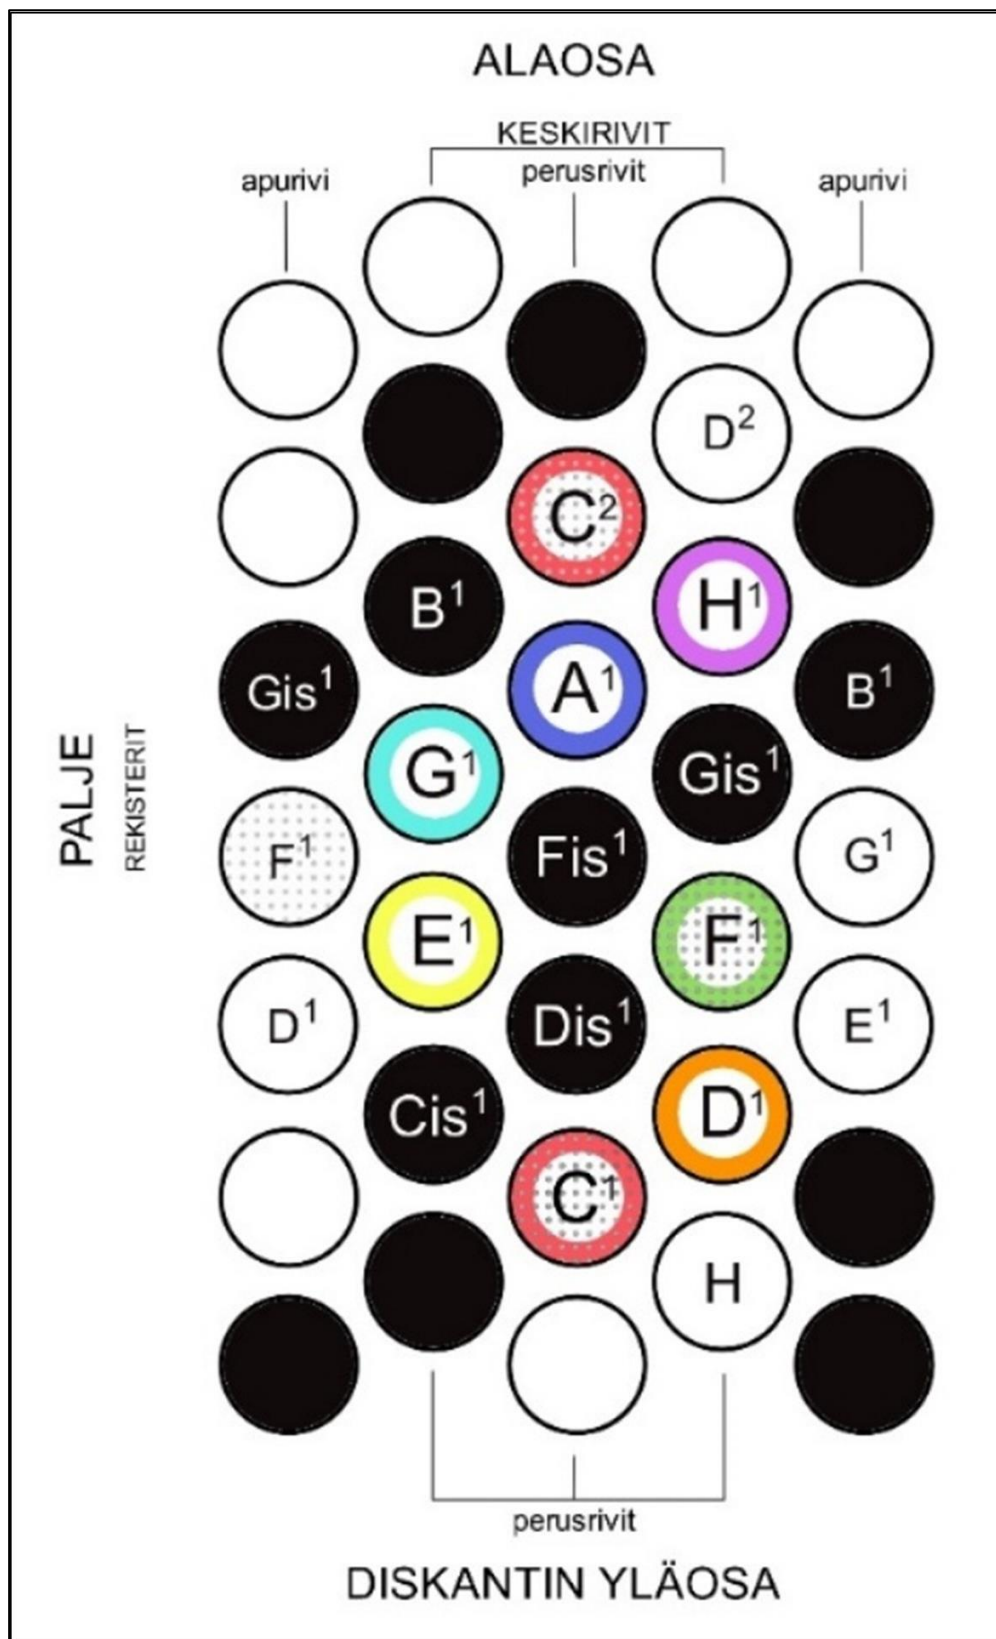 ALAOSA
KESKIRIVIT
apurivi
perusrivit
apurivi
D²
C²
B¹
H¹
Gis¹
A¹
B¹
G¹
Gis¹
F¹
Fis¹
G¹
E¹
F¹
D¹
Dis¹
E¹
Cis¹
D¹
C¹
H
PALJE
REKISTERIT
perusrivit
DISKANTIN YLÄOSA